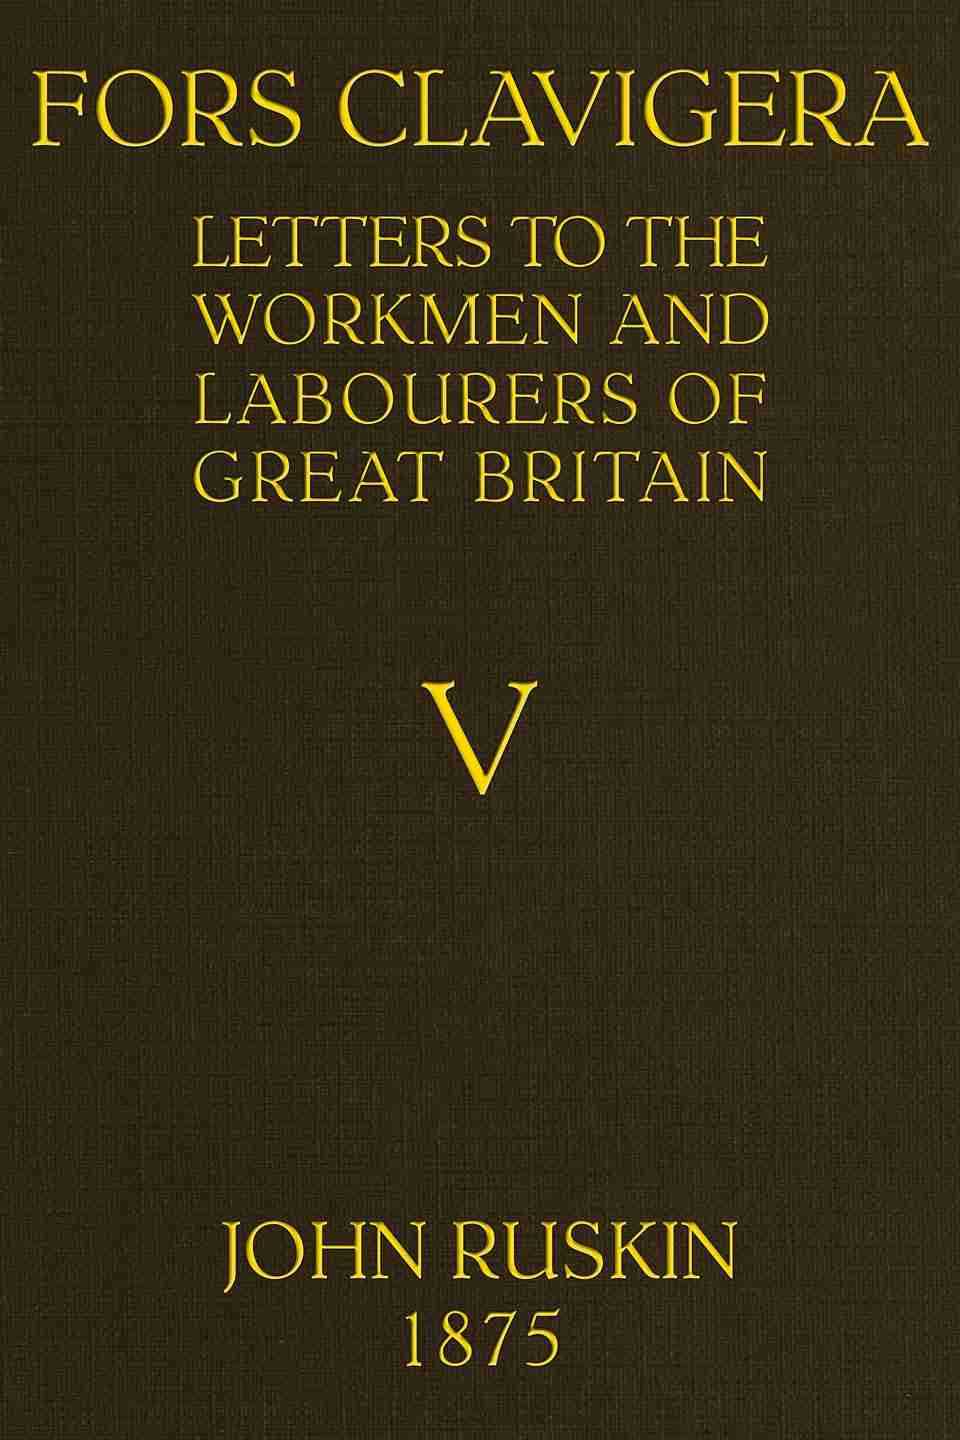 FORS CLAVIGERA
LETTERS TO THE
WORKMEN AND
LABOURERS OF
GREAT BRITAIN
V
JOHN RUSKIN
1875